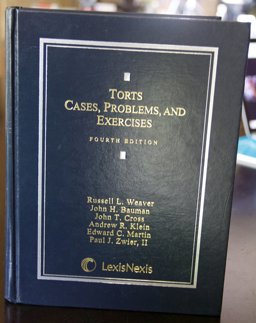 TORTS
CASES, PROBLEMS, AND
EXERCISES
FOURTH EDITION
Russell L. Weaver
John H. Bauman
John T. Cross
Andrew R. Klein
Edward C. Martin
Paul J. Zwier, II
LexisNexis